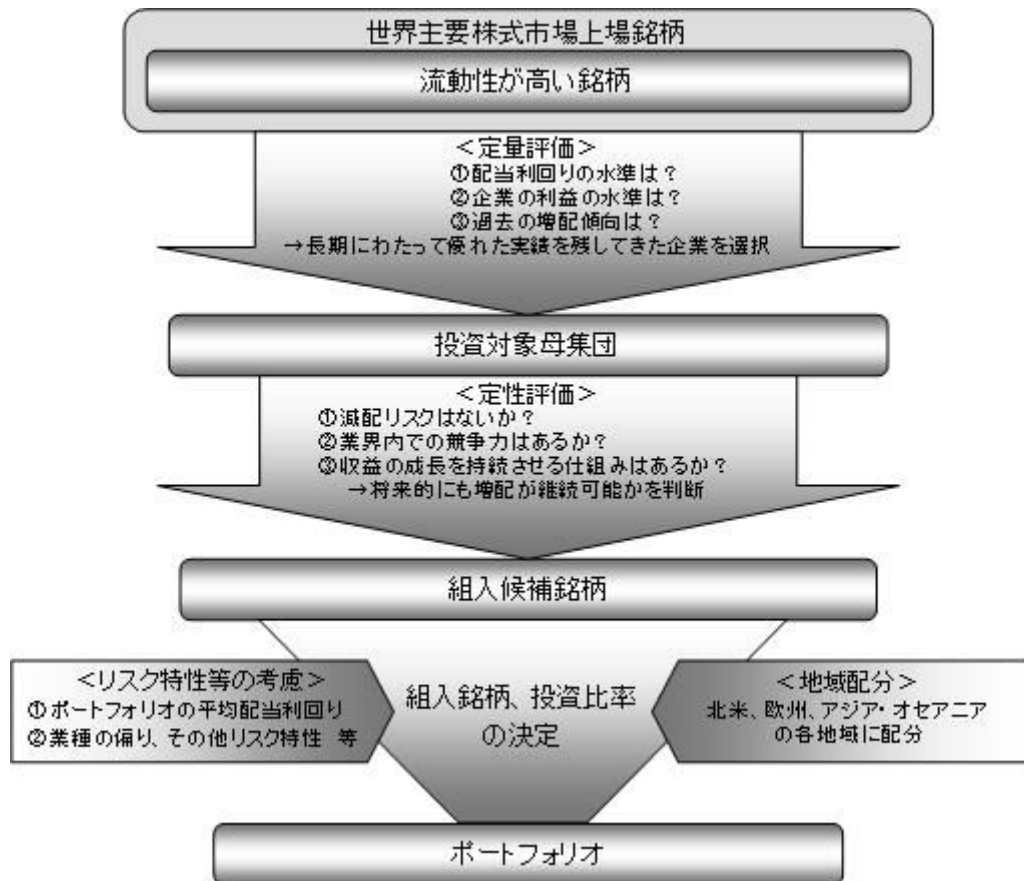 世界主要株式市場上場銘柄
流動性が高い銘柄
＜定量評価＞
①配当利回りの水準は？
②企業の利益の水準は？
③過去の増配傾向は？
→長期にわたって優れた実績を残してきた企業を選択
投資対象母集団
＜定性評価＞
①減配リスクはないか？
②業界内での競争力はあるか？
③収益の成長を持続させる仕組みはあるか？
→将来的にも増配が継続可能かを判断
組入候補銘柄
＜リスク特性等の考慮＞
①ポートフォリオの平均配当利回り
②業種の偏り、その他リスク特性 等
組入銘柄、投資比率
の決定
＜地域配分＞
北米、欧州、アジア・オセアニア
の各地域に配分
ポートフォリオ